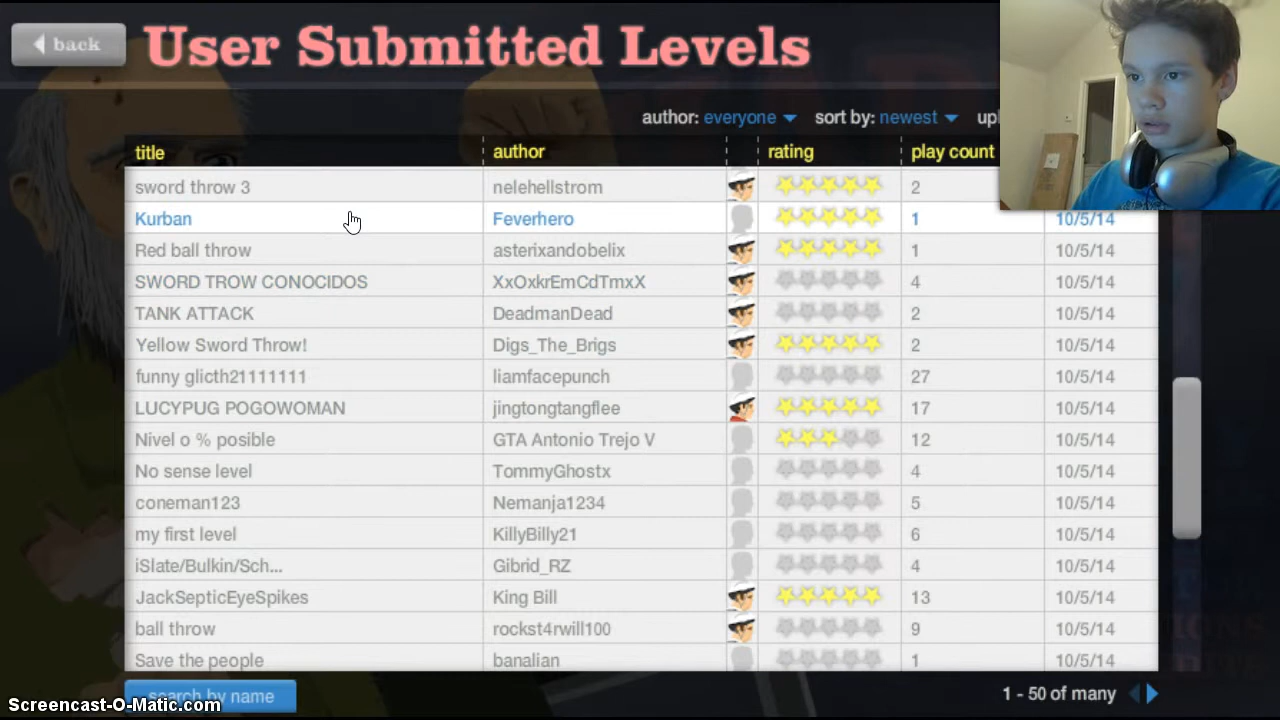 back
User Submitted Levels
author: everyone sort by: newest upl
title author rating play count
sword throw 3 nelehellstrom 2
Kurban Feverhero 1 10/5/14
Red ball throw asterixandobelix 1 10/5/14
SWORD TROW CONOCIDOS XxOxkrEmCdTmxX 4 10/5/14
TANK ATTACK DeadmanDead 2 10/5/14
Yellow Sword Throw! Digs_The_Brigs 2 10/5/14
funny glicth21111111 liamfacepunch 27 10/5/14
LUCYPUG POGOWOMAN jingtongtangflee 17 10/5/14
Nivel o % posible GTA Antonio Trejo V 12 10/5/14
No sense level TommyGhostx 4 10/5/14
coneman123 Nemanja1234 5 10/5/14
my first level KillyBilly21 6 10/5/14
iSlate/Bulkin/Sch... Gibrid_RZ 4 10/5/14
JackSepticEyeSpikes King Bill 13 10/5/14
ball throw rockst4rwill100 9 10/5/14
Save the people banalian 1 10/5/14
search by name 1 - 50 of many
Screencast-O-Matic.com